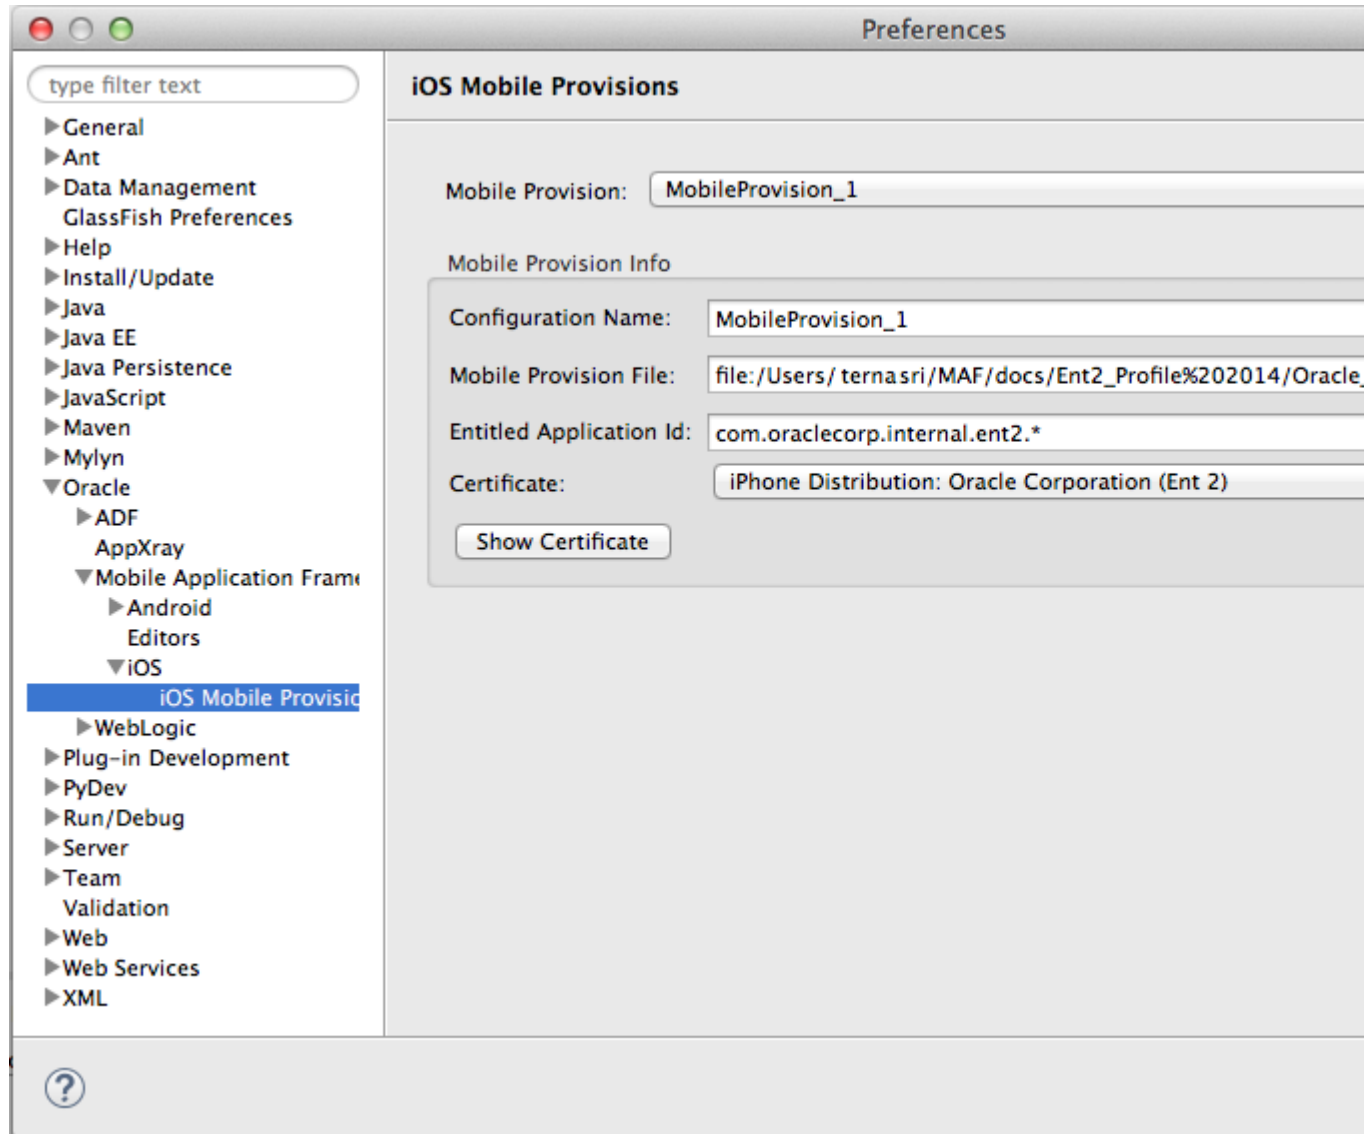 Preferences
type filter text
General
Ant
Data Management
GlassFish Preferences
Help
Install/Update
Java
Java EE
Java Persistence
JavaScript
Maven
Mylyn
Oracle
ADF
AppXray
Mobile Application Frame
Android
Editors
iOS
iOS Mobile Provisio
WebLogic
Plug-in Development
PyDev
Run/Debug
Server
Team
Validation
Web
Web Services
XML
iOS Mobile Provisions
Mobile Provision: MobileProvision_1
Mobile Provision Info
Configuration Name: MobileProvision_1
Mobile Provision File: file:/Users/ternasri/MAF/docs/Ent2_Profile%202014/Oracle_
Entitled Application Id: com.oraclecorp.internal.ent2.*
Certificate: iPhone Distribution: Oracle Corporation (Ent 2)
Show Certificate
?